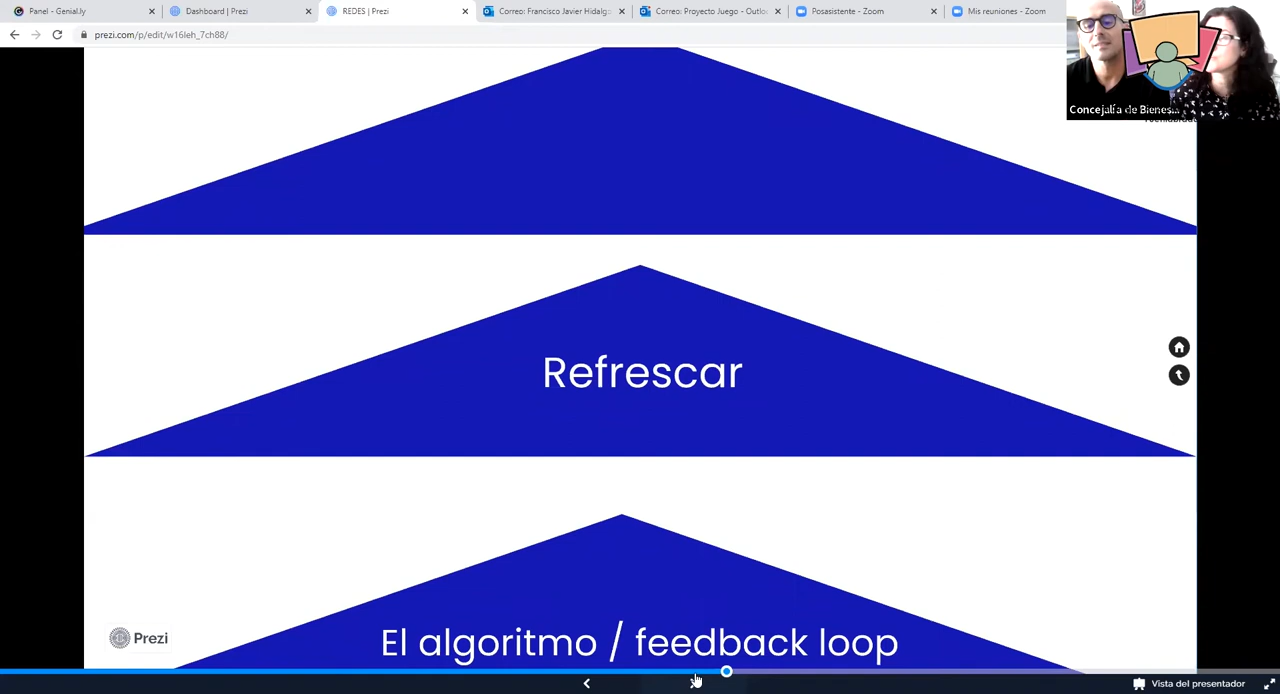 Panel - Genial.ly
Dashboard | Prezi
REDES | Prezi
Correo: Francisco Javier Hidalgo
Correo: Proyecto Juego - Outlo
Posasistente - Zoom
Mis reuniones - Zoom
prezi.com/p/edit/w16leh_7ch88/
Concejalía de Bienes
Refrescar
El algoritmo / feedback loop
Prezi
Vista del presentador